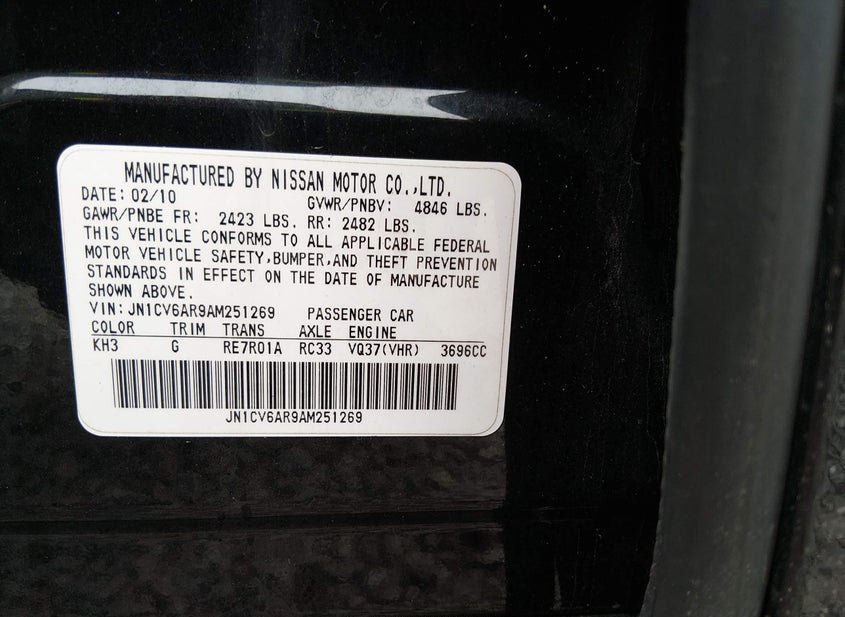 MANUFACTURED BY NISSAN MOTOR CO.,LTD.
DATE: 02/10 GVWR/PNBV: 4846 LBS.
GAWR/PNBE FR: 2423 LBS. RR: 2482 LBS.
THIS VEHICLE CONFORMS TO ALL APPLICABLE FEDERAL
MOTOR VEHICLE SAFETY,BUMPER,AND THEFT PREVENTION
STANDARDS IN EFFECT ON THE DATE OF MANUFACTURE
SHOWN ABOVE.
VIN: JN1CV6AR9AM251269 PASSENGER CAR
COLOR TRIM TRANS AXLE ENGINE
KH3 G RE7R01A RC33 VQ37(VHR) 3696CC
JN1CV6AR9AM251269